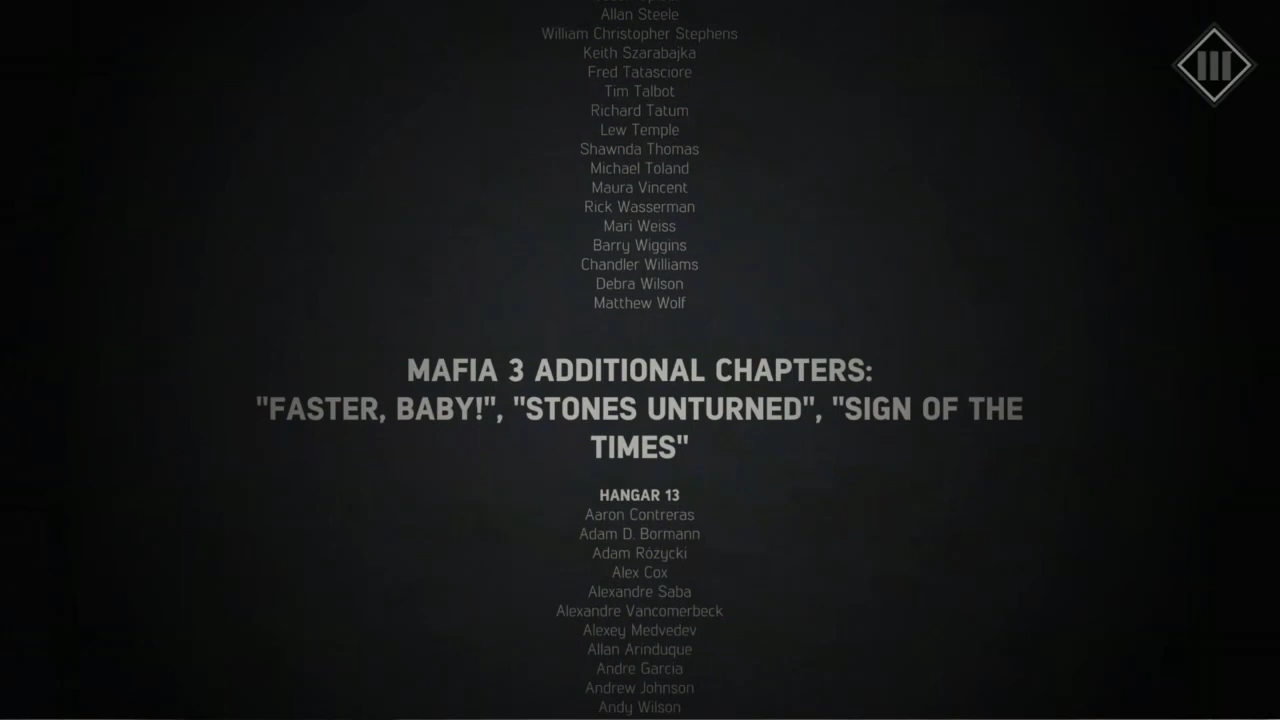 Allan Steele
William Christopher Stephens
Keith Szarabajka
Fred Tatasciore
Tim Talbot
Richard Tatum
Lew Temple
Shawnda Thomas
Michael Toland
Maura Vincent
Rick Wasserman
Mari Weiss
Barry Wiggins
Chandler Williams
Debra Wilson
Matthew Wolf
MAFIA 3 ADDITIONAL CHAPTERS:
"FASTER, BABY!", "STONES UNTURNED", "SIGN OF THE
TIMES"
HANGAR 13
Aaron Contreras
Adam D. Bormann
Adam Różycki
Alex Cox
Alexandre Saba
Alexandre Vancomerbeck
Alexey Medvedev
Allan Arinduque
Andre Garcia
Andrew Johnson
Andy Wilson
III